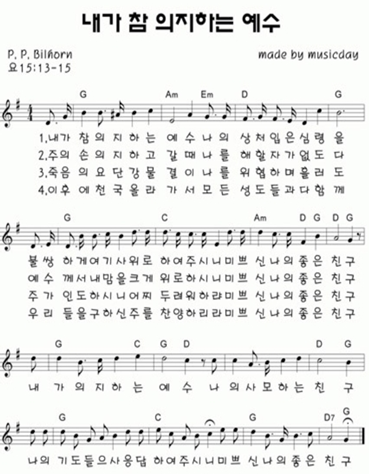 내가 참 의지하는 예수
P. P. Bilhorn
made by musicday
요15:13-15
G Am Em D G
1.내가 참의지하는 예수나의 상처입은심령을
2.주의 손의지하고 갈때나를 해할자가없도다
3.죽음의요단강물 결이나를 위협하며흘러도
4.이후에천국올라 가서모든 성도들과다함께
G C G C Am D G D G
불쌍 하게여기사위로 하여주시니미쁘 신나의좋은 친구
예수 께서내맘을크게 위로하시니미쁘 신나의좋은 친구
주가 인도하시니어찌 두려워하랴미쁘 신나의좋은 친구
우리 들을구하신주를 찬양하리라미쁘 신나의좋은 친구
G C G D G
내 가의지하는 예수 나의사모하는친 구
G C G Am G D7 G
나의기도들으사응답 하여주시니미쁘 신나의좋은 친구